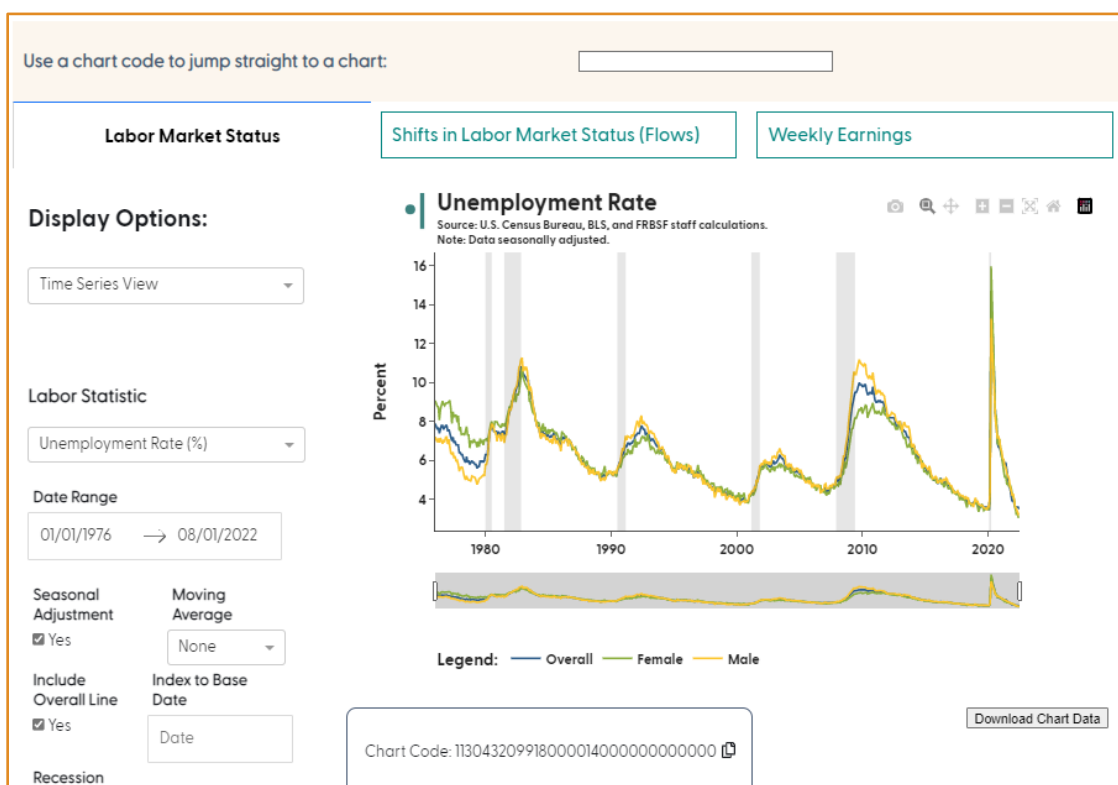 Use a chart code to jump straight to a chart:
Labor Market Status
Shifts in Labor Market Status (Flows)
Weekly Earnings
Display Options:
Time Series View
Labor Statistic
Unemployment Rate (%)
Date Range
01/01/1976 → 08/01/2022
Seasonal
Adjustment
Yes
Moving
Average
None
Include
Overall Line
Yes
Index to Base
Date
Date
Recession
Unemployment Rate
Source: U.S. Census Bureau, BLS, and FRBSF staff calculations.
Note: Data seasonally adjusted.
Percent
16
14
12
10
8
6
4
1980 1990 2000 2010 2020
Legend: Overall Female Male
Download Chart Data
Chart Code: 1130432099180000140000000000000